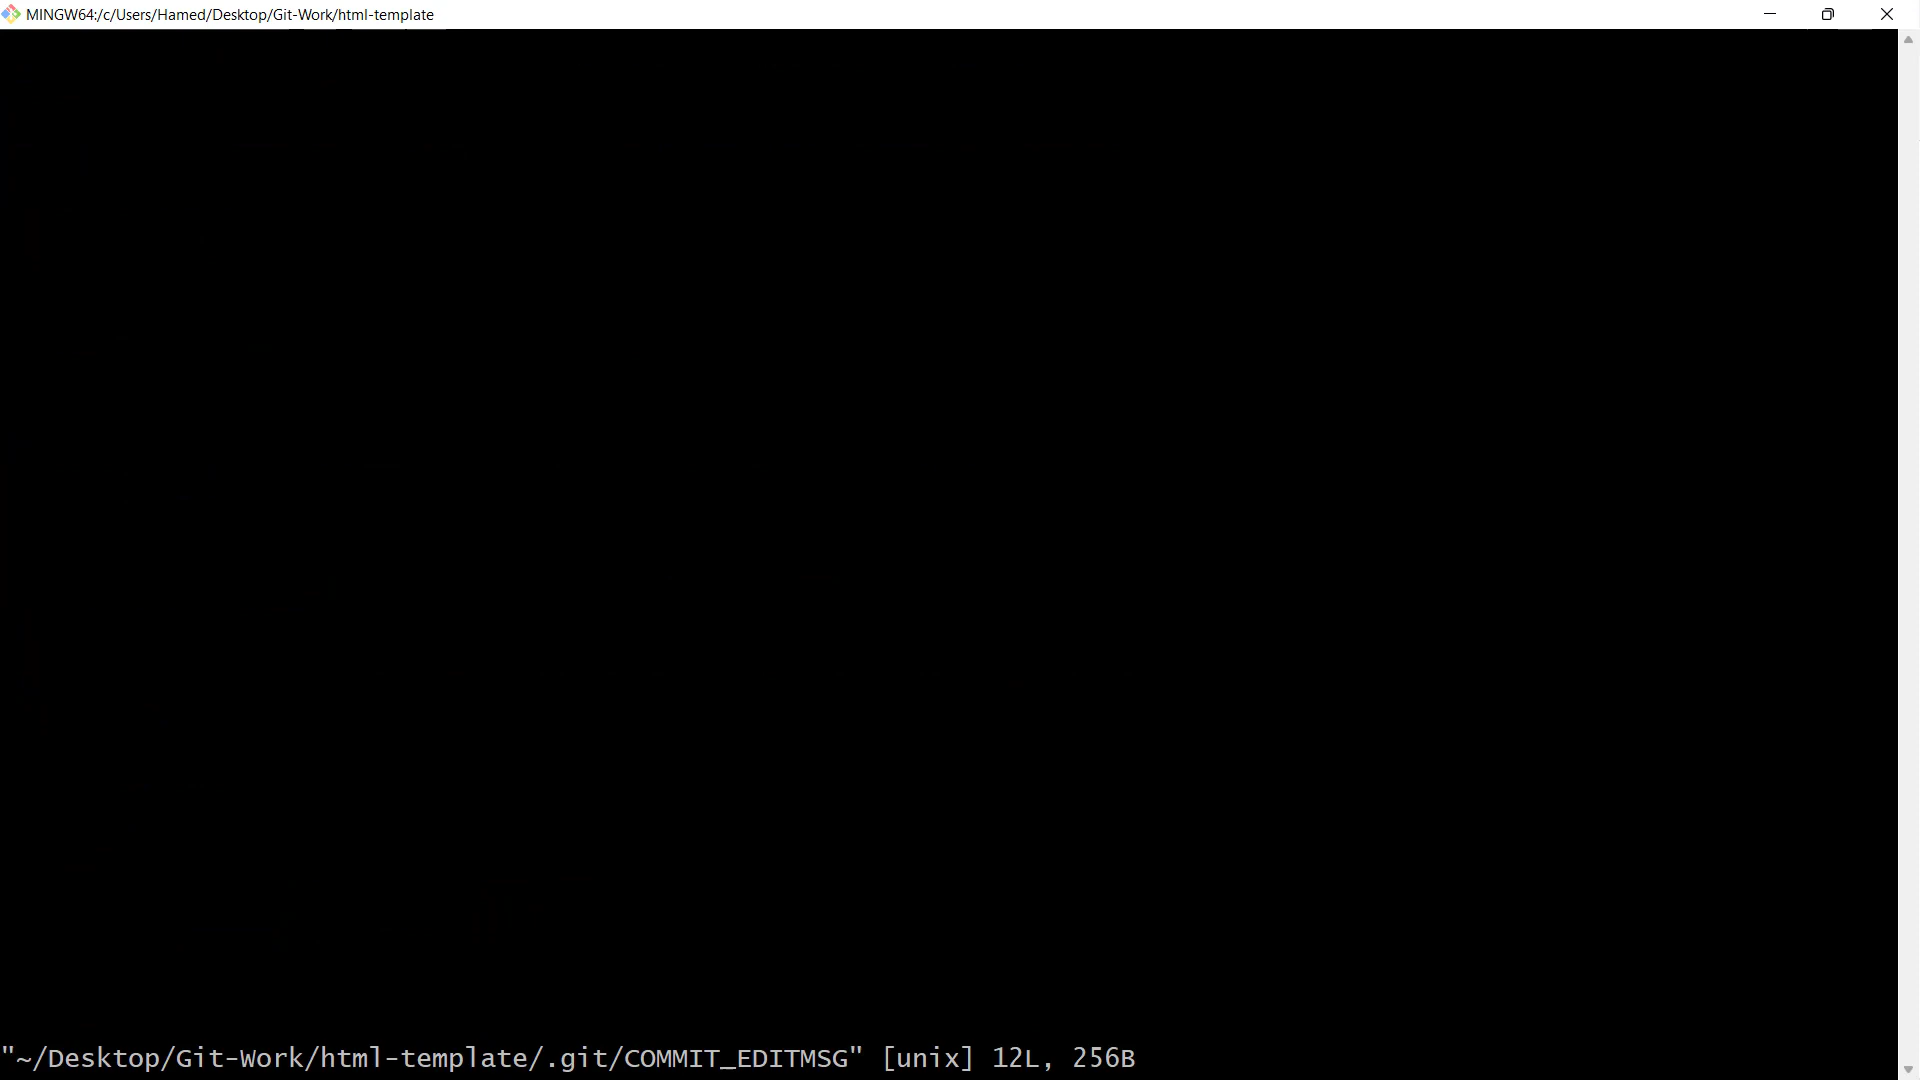 MINGW64:/c/Users/Hamed/Desktop/Git-Work/html-template
"~/Desktop/Git-Work/html-template/.git/COMMIT_EDITMSG" [unix] 12L, 256B